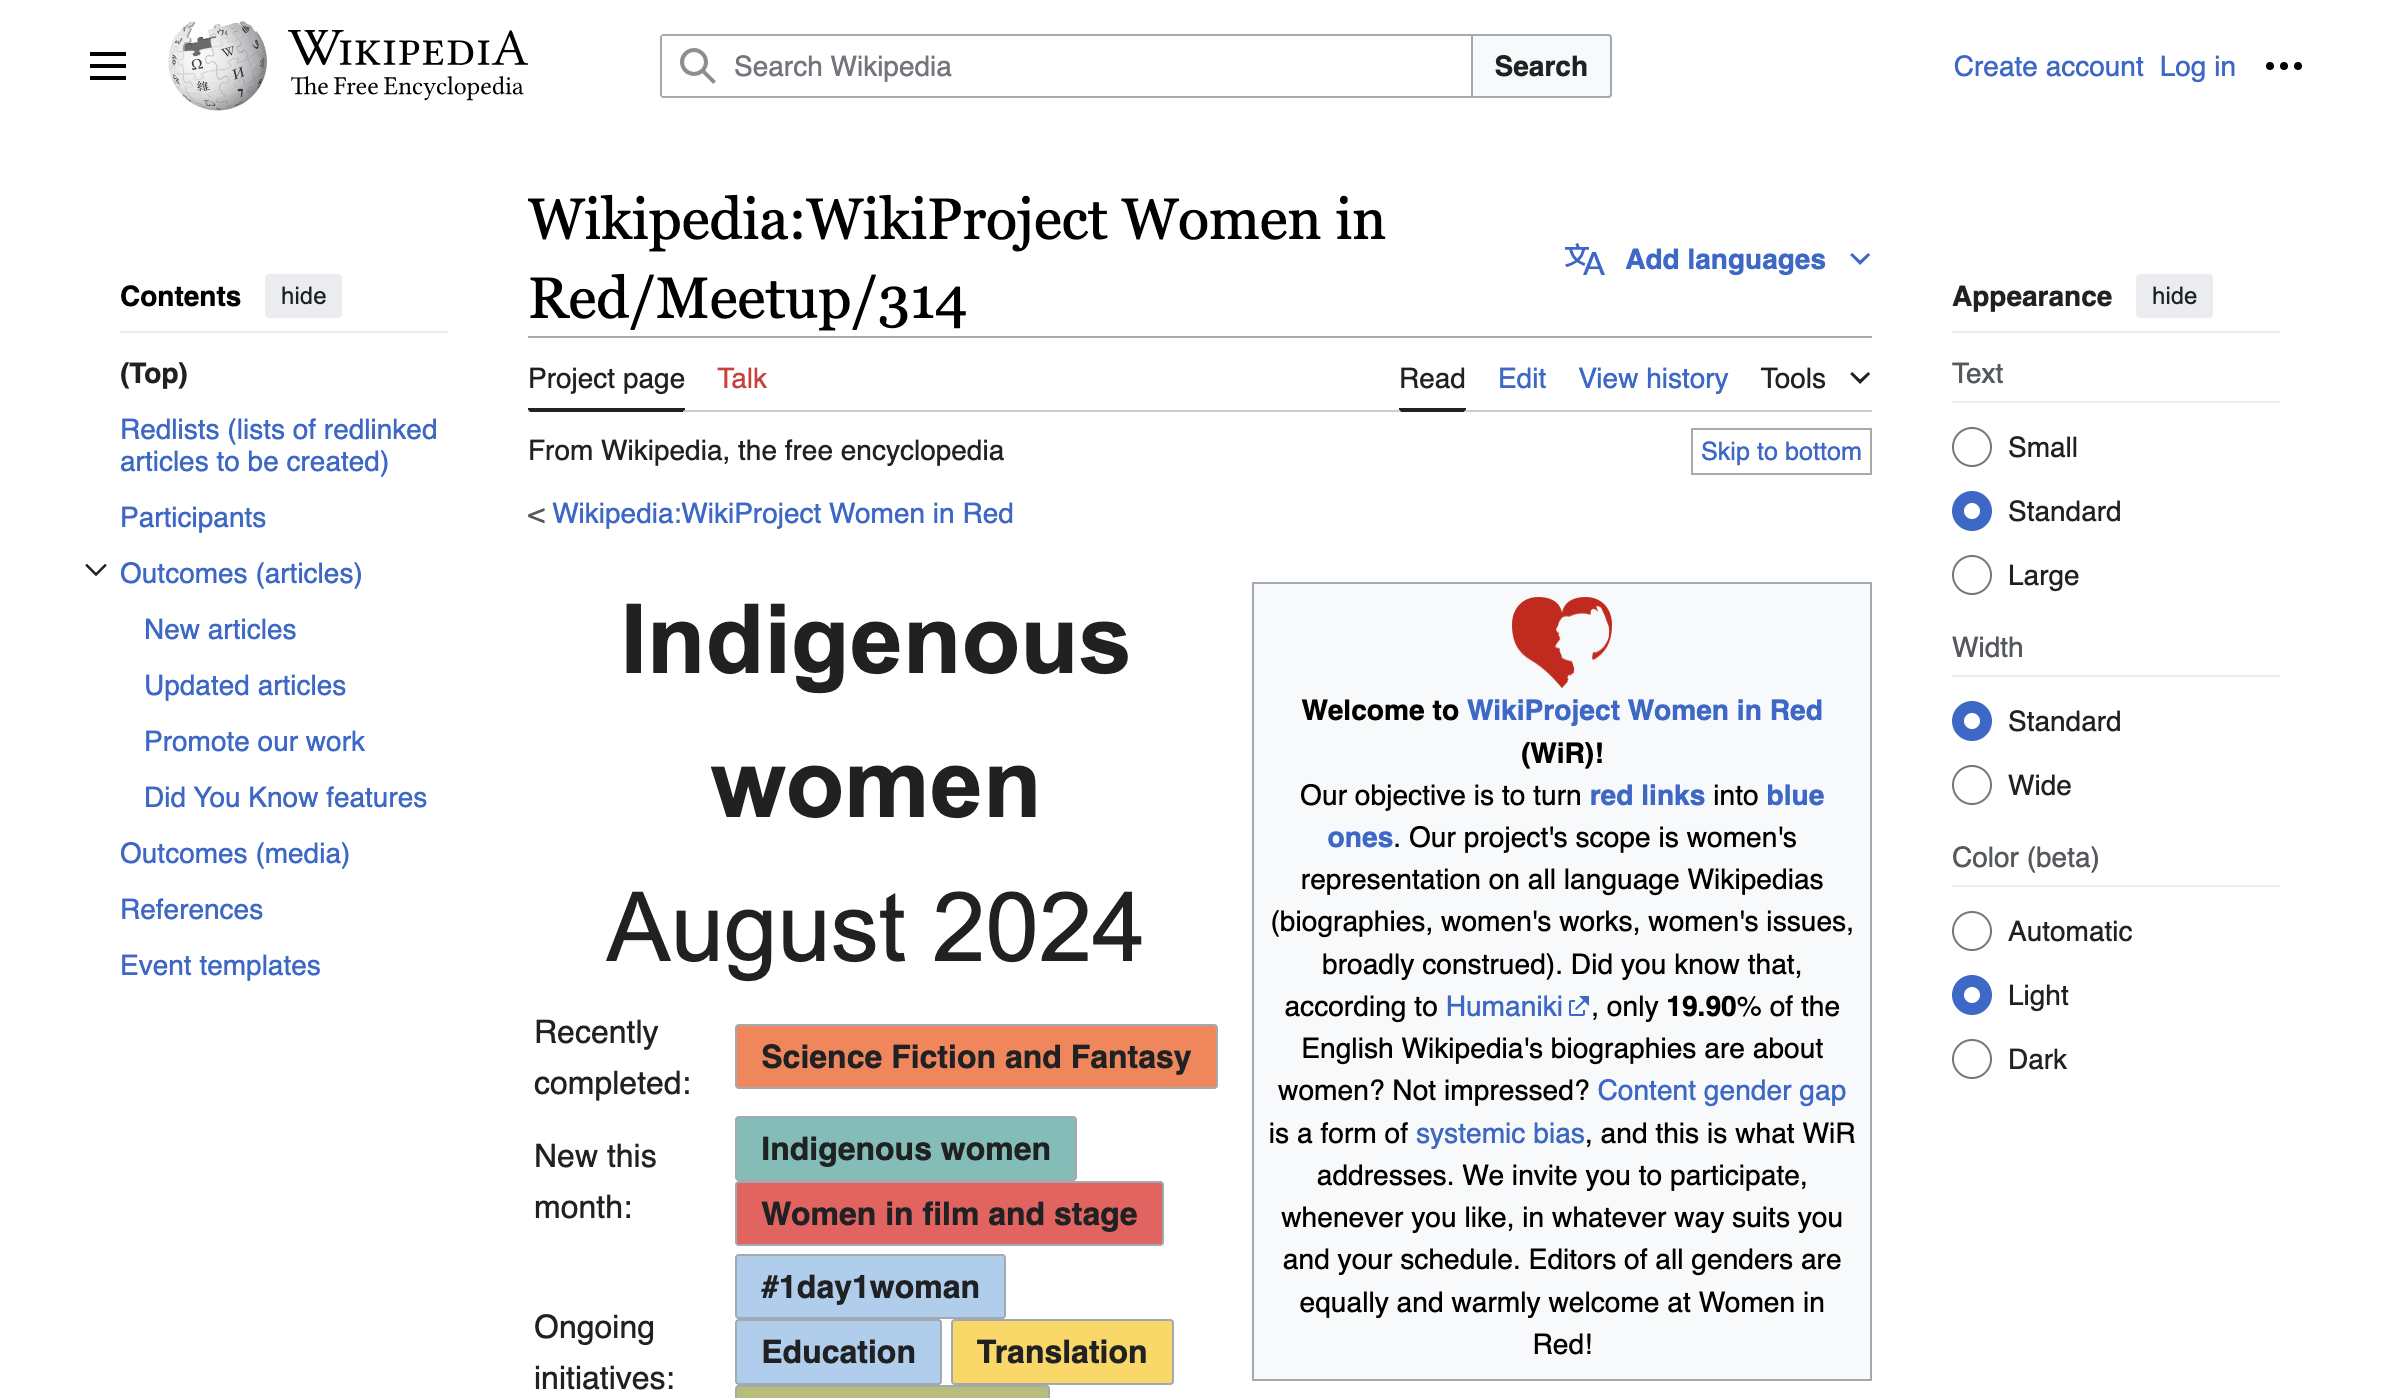 WIKIPEDIA
The Free Encyclopedia
Search Wikipedia
Search
Create account
Log in
Wikipedia:WikiProject Women in
Red/Meetup/314
Add languages
Contents
hide
(Top)
Redlists (lists of redlinked
articles to be created)
Participants
Outcomes (articles)
New articles
Updated articles
Promote our work
Did You Know features
Outcomes (media)
References
Event templates
Project page
Talk
Read
Edit
View history
Tools
From Wikipedia, the free encyclopedia
Skip to bottom
< Wikipedia:WikiProject Women in Red
Indigenous
women
August 2024
Recently
completed:
Science Fiction and Fantasy
New this
month:
Indigenous women
Women in film and stage
Ongoing
initiatives:
#1day1woman
Education
Translation
Welcome to WikiProject Women in Red
(WiR)!
Our objective is to turn red links into blue
ones. Our project's scope is women's
representation on all language Wikipedias
(biographies, women's works, women's issues,
broadly construed). Did you know that,
according to Humaniki, only 19.90% of the
English Wikipedia's biographies are about
women? Not impressed? Content gender gap
is a form of systemic bias, and this is what WiR
addresses. We invite you to participate,
whenever you like, in whatever way suits you
and your schedule. Editors of all genders are
equally and warmly welcome at Women in
Red!
Appearance
hide
Text
Small
Standard
Large
Width
Standard
Wide
Color (beta)
Automatic
Light
Dark